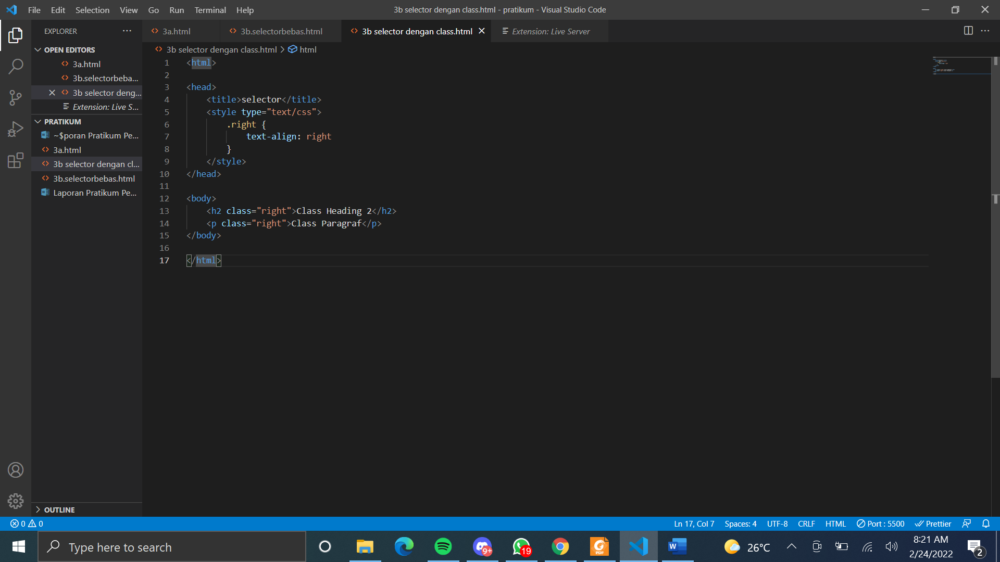 File Edit Selection View Go Run Terminal Help
3b selector dengan class.html - pratikum - Visual Studio Code
EXPLORER
OPEN EDITORS
3a.html
3b.selectorbeba...
3b selector deng...
Extension: Live S...
PRATIKUM
~$poran Pratikum Pe...
3a.html
3b selector dengan cl...
3b.selectorbebas.html
Laporan Pratikum Pe...
OUTLINE
3a.html 3b.selectorbebas.html 3b selector dengan class.html Extension: Live Server
3b selector dengan class.html > html
1 <html>
2
3 <head>
4 <title>selector</title>
5 <style type="text/css">
6 .right {
7 text-align: right
8 }
9 </style>
10 </head>
11
12 <body>
13 <h2 class="right">Class Heading 2</h2>
14 <p class="right">Class Paragraf</p>
15 </body>
16
17 </html>
0 0 Ln 17, Col 7 Spaces: 4 UTF-8 CRLF HTML Port : 5500 Prettier
Type here to search
9+
19
PDF
W
26°C
8:21 AM
2/24/2022
2